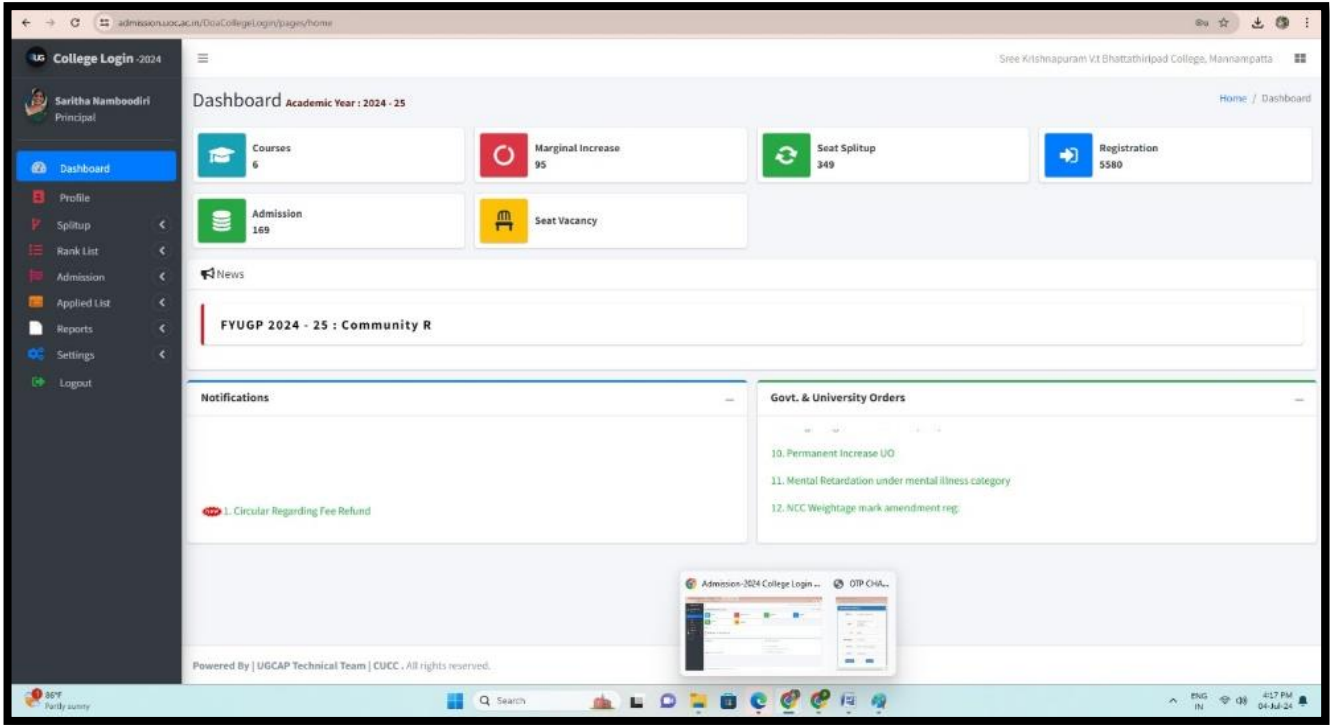 admission.uoc.ac.in/DoaCollegeLogin/pages/home
UG College Login -2024
Sree Krishnapuram V.t Bhattathiripad College, Mannampatta
Saritha Namboodiri
Principal
Dashboard Academic Year : 2024 - 25
Home / Dashboard
Courses
6
Marginal Increase
95
Seat Splitup
349
Registration
5580
Admission
169
Seat Vacancy
Dashboard
Profile
Splitup
Rank List
Admission
Applied List
Reports
Settings
Logout
News
FYUGP 2024 - 25 : Community R
Notifications
1. Circular Regarding Fee Refund
Govt. & University Orders
10. Permanent Increase UO
11. Mental Retardation under mental illness category
12. NCC Weightage mark amendment reg.
Admission-2024 College Login ...
OTP CHA...
Powered By | UGCAP Technical Team | CUCC . All rights reserved.
86°F
Partly sunny
Search
ENG
IN
4:17 PM
04-Jul-24